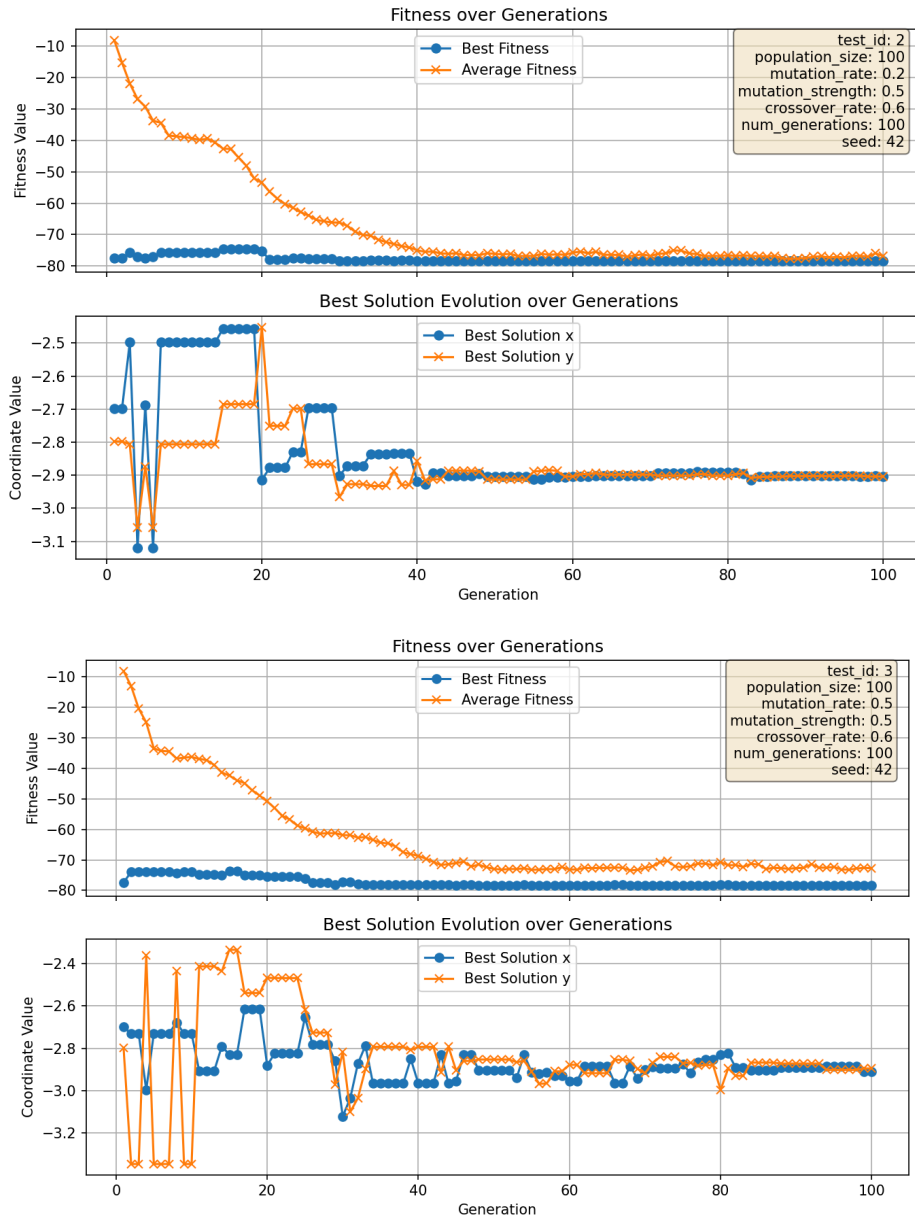 Fitness over Generations
−10
−20
−30
−40
−50
−60
−70
−80
Fitness Value
Best Fitness
Average Fitness
test_id: 2
population_size: 100
mutation_rate: 0.2
mutation_strength: 0.5
crossover_rate: 0.6
num_generations: 100
seed: 42
Best Solution Evolution over Generations
−2.5
−2.6
−2.7
−2.8
−2.9
−3.0
−3.1
Coordinate Value
Best Solution x
Best Solution y
0 20 40 60 80 100
Generation
Fitness over Generations
−10
−20
−30
−40
−50
−60
−70
−80
Fitness Value
Best Fitness
Average Fitness
test_id: 3
population_size: 100
mutation_rate: 0.5
mutation_strength: 0.5
crossover_rate: 0.6
num_generations: 100
seed: 42
Best Solution Evolution over Generations
−2.4
−2.6
−2.8
−3.0
−3.2
Coordinate Value
Best Solution x
Best Solution y
0 20 40 60 80 100
Generation